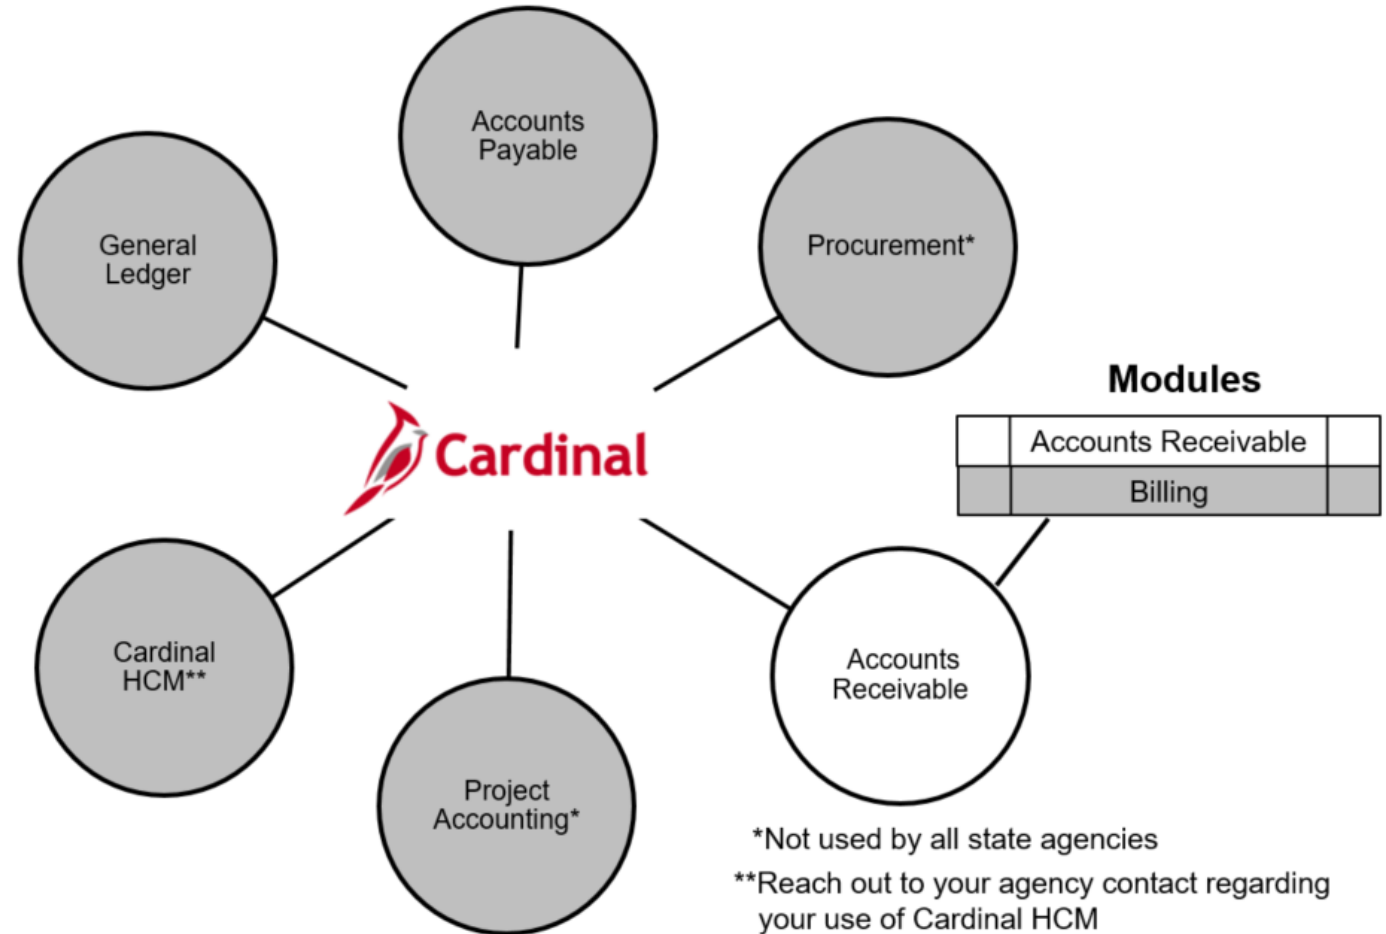 Accounts
Payable
General
Ledger
Procurement*
Modules
Accounts Receivable
Billing
Cardinal
Cardinal
HCM**
Accounts
Receivable
Project
Accounting*
*Not used by all state agencies
**Reach out to your agency contact regarding
your use of Cardinal HCM